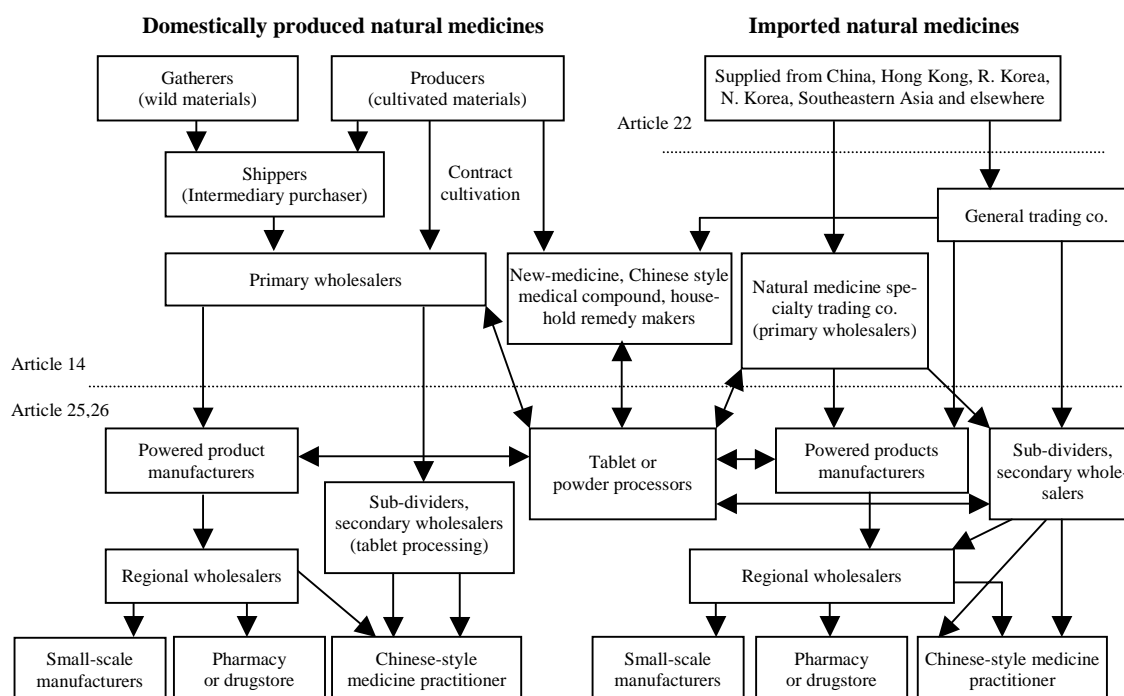 Domestically produced natural medicines
Imported natural medicines
Gatherers
(wild materials)
Producers
(cultivated materials)
Supplied from China, Hong Kong, R. Korea,
N. Korea, Southeastern Asia and elsewhere
Article 22
Shippers
(Intermediary purchaser)
Contract
cultivation
General trading co.
Primary wholesalers
New-medicine, Chinese style
medical compound, house-
hold remedy makers
Natural medicine spe-
cialty trading co.
(primary wholesalers)
Article 14
Article 25,26
Powered product
manufacturers
Tablet or
powder processors
Powered products
manufacturers
Sub-dividers,
secondary whole-
salers
Sub-dividers,
secondary wholesalers
(tablet processing)
Regional wholesalers
Regional wholesalers
Small-scale
manufacturers
Pharmacy
or drugstore
Chinese-style
medicine practitioner
Small-scale
manufacturers
Pharmacy
or drugstore
Chinese-style medicine
practitioner